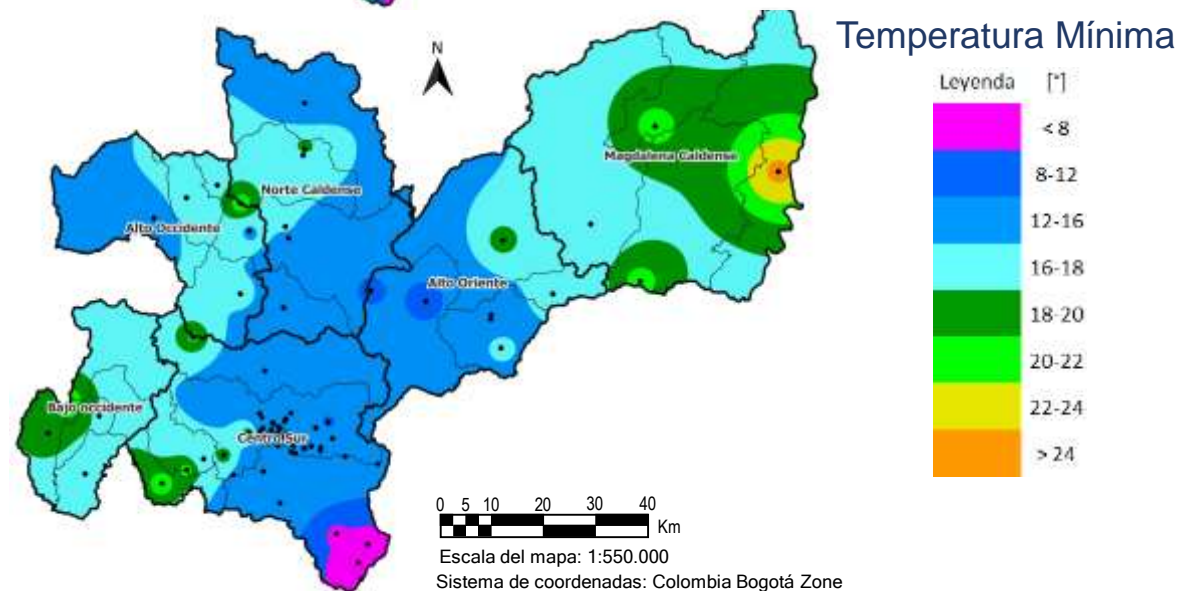 Temperatura Mínima
Leyenda [°]
< 8
8-12
12-16
16-18
18-20
20-22
22-24
> 24
N
Magdalena Caldense
Norte Caldense
Alto Occidente
Alto Oriente
Bajo occidente
Centro Sur
0 5 10 20 30 40
Km
Escala del mapa: 1:550.000
Sistema de coordenadas: Colombia Bogotá Zone